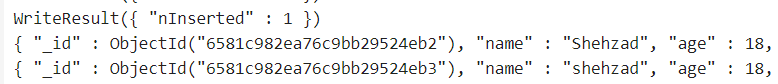 WriteResult({ "nInserted" : 1 })
{ "_id" : ObjectId("6581c982ea76c9bb29524eb2"), "name" : "Shehzad", "age" : 18,
{ "_id" : ObjectId("6581c982ea76c9bb29524eb3"), "name" : "Shehzad", "age" : 18,